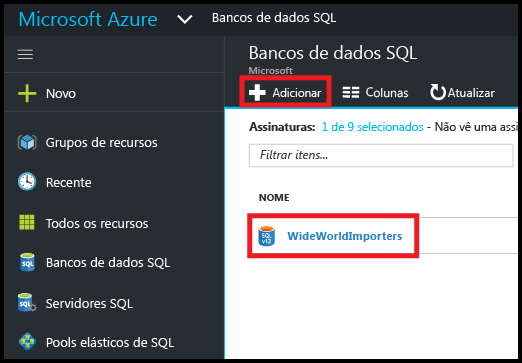 Microsoft Azure Bancos de dados SQL
Bancos de dados SQL
Microsoft
Novo
Adicionar Colunas Atualizar
Assinaturas: 1 de 9 selecionados - Não vê uma assi
Grupos de recursos
Filtrar itens...
Recente
NOME
Todos os recursos
SQL v12 WideWorldImporters
SQL Bancos de dados SQL
SQL Servidores SQL
Pools elásticos de SQL